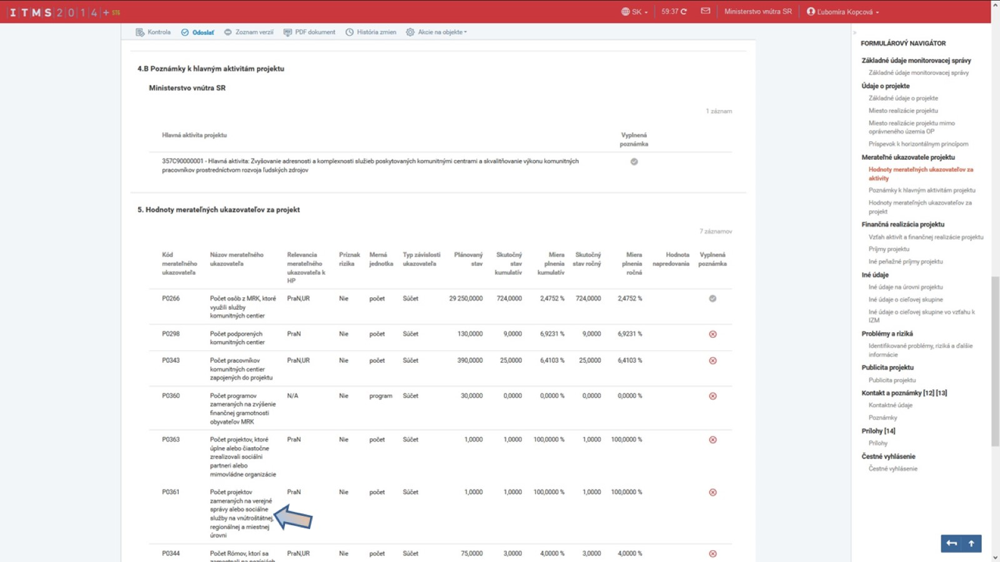 ITMS2014+ STG
SK
59:37
Ministerstvo vnútra SR
Ľubomíra Kopcová
Kontrola
Odoslať
Zoznam verzií
PDF dokument
História zmien
Akcie na objekte
4.B Poznámky k hlavným aktivitám projektu
Ministerstvo vnútra SR
1 záznam
Hlavná aktivita projektu
Vyplnená
poznámka
357C90000001 - Hlavná aktivita: Zvyšovanie adresnosti a komplexnosti služieb poskytovaných komunitnými centrami a skvalitňovanie výkonu komunitných
pracovníkov prostredníctvom rozvoja ľudských zdrojov
5. Hodnoty merateľných ukazovateľov za projekt
7 záznamov
Kód
merateľného
ukazovateľa
Názov merateľného
ukazovateľa
Relevancia
merateľného
ukazovateľa k
HP
Príznak
rizika
Merná
jednotka
Typ závislosti
ukazovateľa
Plánovaný
stav
Skutočný
stav
kumulatív
Miera
plnenia
kumulatív
Skutočný
stav ročný
Miera
plnenia
ročná
Hodnota
napredovania
Vyplnená
poznámka
P0266
Počet osôb z MRK, ktoré
využili služby
komunitných centier
PraN,UR
Nie
počet
Súčet
29 250,0000
724,0000
2,4752 %
724,0000
2,4752 %
P0298
Počet podporených
komunitných centier
PraN
Nie
počet
Súčet
130,0000
9,0000
6,9231 %
9,0000
6,9231 %
P0343
Počet pracovníkov
komunitných centier
zapojených do projektu
PraN,UR
Nie
počet
Súčet
390,0000
25,0000
6,4103 %
25,0000
6,4103 %
P0360
Počet programov
zameraných na zvýšenie
finančnej gramotnosti
obyvateľov MRK
N/A
Nie
program
Súčet
30,0000
0,0000
0,0000 %
0,0000
0,0000 %
P0363
Počet projektov, ktoré
úplne alebo čiastočne
zrealizovali sociálni
partneri alebo
mimovládne organizácie
PraN
Nie
počet
Súčet
1,0000
1,0000
100,0000 %
1,0000
100,0000 %
P0361
Počet projektov
zameraných na verejné
správy alebo sociálne
služby na vnútroštátnej,
regionálnej a miestnej
úrovni
PraN
Nie
počet
Súčet
1,0000
1,0000
100,0000 %
1,0000
100,0000 %
P0344
Počet Rómov, ktorí sa
zamestnali na pozíciách
PraN,UR
Nie
počet
Súčet
75,0000
3,0000
4,0000 %
3,0000
4,0000 %
»
FORMULÁROVÝ NAVIGÁTOR
Základné údaje monitorovacej správy
Základné údaje monitorovacej správy
Údaje o projekte
Základné údaje o projekte
Miesto realizácie projektu
Miesto realizácie projektu mimo
oprávneného územia OP
Príspevok k horizontálnym princípom
Merateľné ukazovatele projektu
Hodnoty merateľných ukazovateľov za
aktivity
Poznámky k hlavným aktivitám projektu
Hodnoty merateľných ukazovateľov za
projekt
Finančná realizácia projektu
Vzťah aktivít a finančnej realizácie projektu
Príjmy projektu
Iné peňažné príjmy projektu
Iné údaje
Iné údaje na úrovni projektu
Iné údaje o cieľovej skupine
Iné údaje o cieľovej skupine vo vzťahu k
IZM
Problémy a riziká
Identifikované problémy, riziká a ďalšie
informácie
Publicita projektu
Publicita projektu
Kontakt a poznámky [12] [13]
Kontaktné údaje
Poznámky
Prílohy [14]
Prílohy
Čestné vyhlásenie
Čestné vyhlásenie